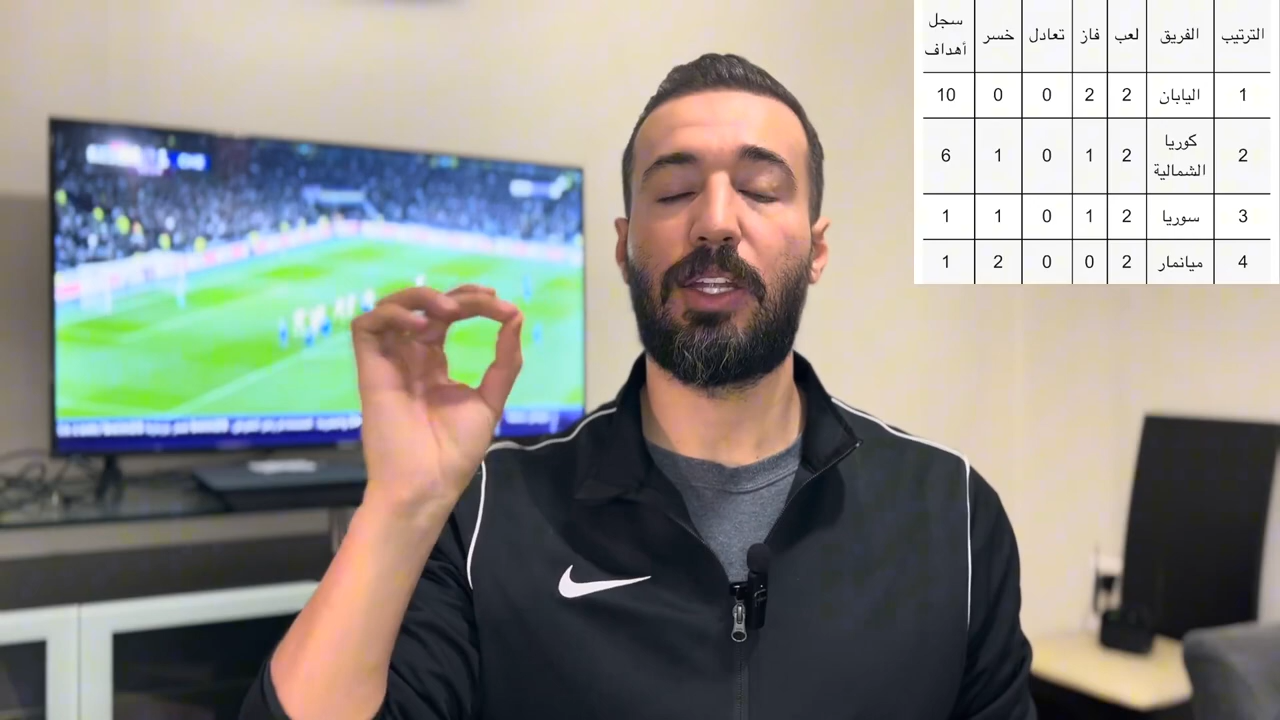 الترتيب الفريق لعب فاز تعادل خسر سجل أهداف
1 اليابان 2 2 0 0 10
2 كوريا الشمالية 2 1 0 1 6
3 سوريا 2 1 0 1 1
4 ميانمار 2 0 0 2 1